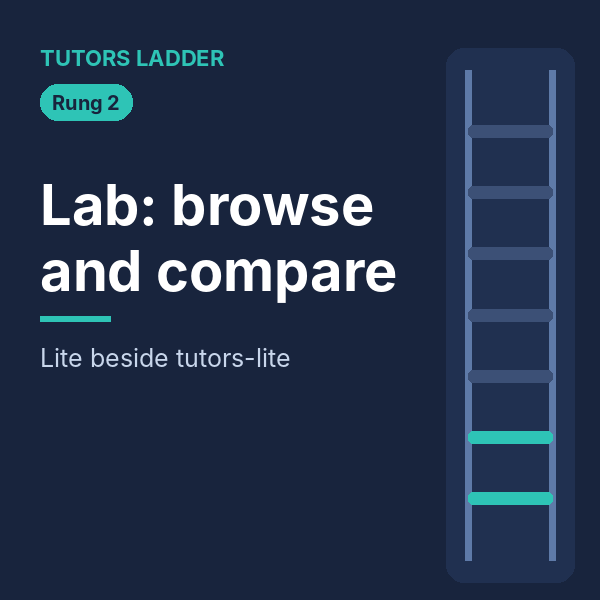 TUTORS LADDER
Rung 2
Lab: browse
and compare
Lite beside tutors-lite